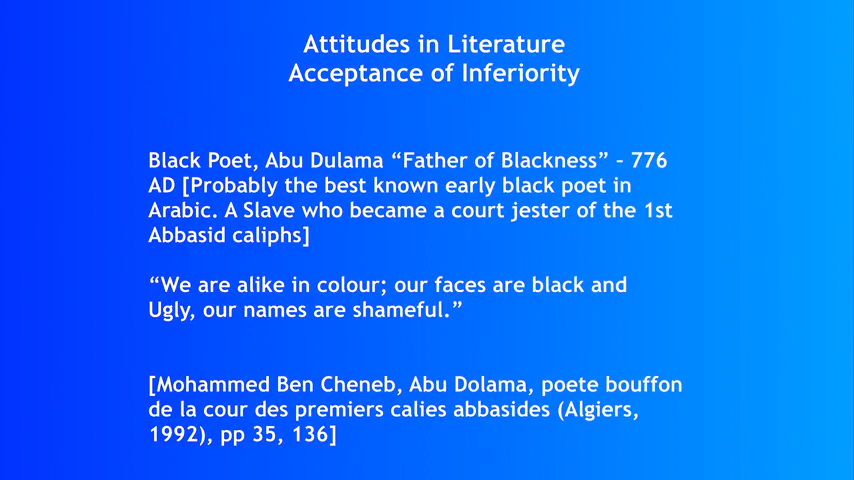 Attitudes in Literature
Acceptance of Inferiority
Black Poet, Abu Dulama “Father of Blackness” – 776
AD [Probably the best known early black poet in
Arabic. A Slave who became a court jester of the 1st
Abbasid caliphs]
“We are alike in colour; our faces are black and
Ugly, our names are shameful.”
[Mohammed Ben Cheneb, Abu Dolama, poete bouffon
de la cour des premiers calies abbasides (Algiers,
1992), pp 35, 136]